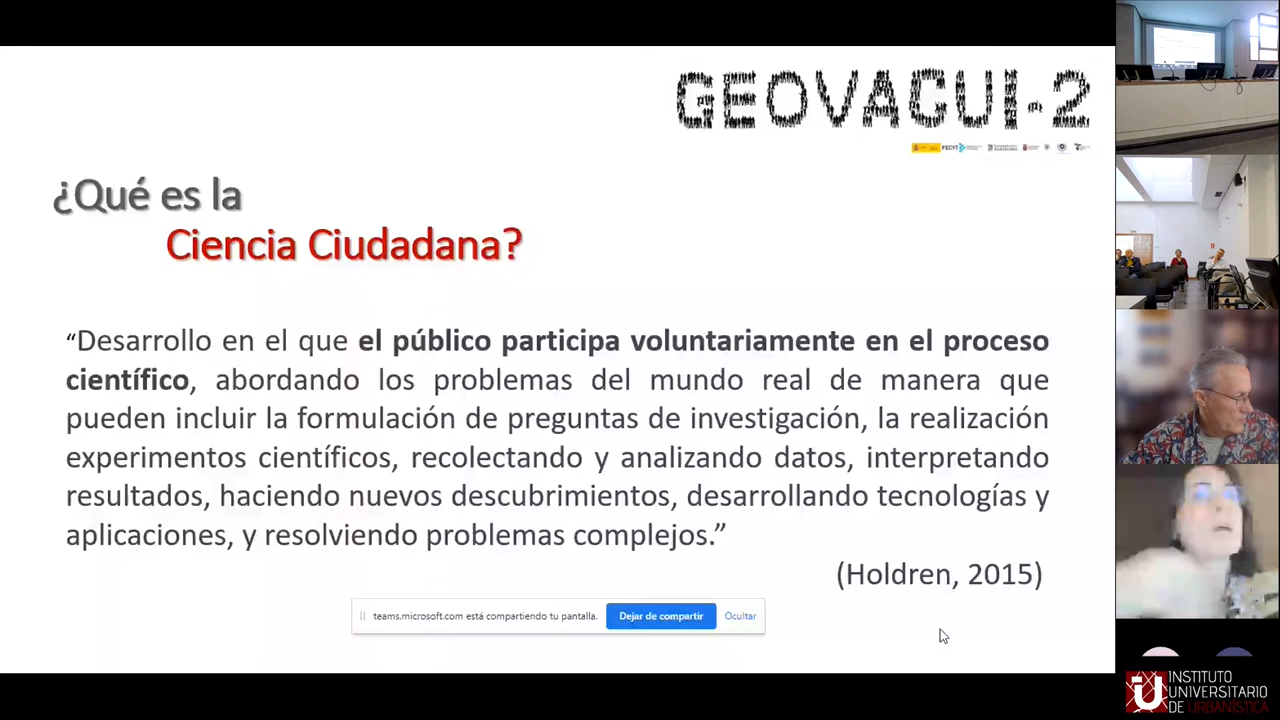 GEOVACUI-2
FECYT
¿Qué es la
Ciencia Ciudadana?
“Desarrollo en el que el público participa voluntariamente en el proceso
científico, abordando los problemas del mundo real de manera que
pueden incluir la formulación de preguntas de investigación, la realización
experimentos científicos, recolectando y analizando datos, interpretando
resultados, haciendo nuevos descubrimientos, desarrollando tecnologías y
aplicaciones, y resolviendo problemas complejos.”
(Holdren, 2015)
teams.microsoft.com está compartiendo tu pantalla. Dejar de compartir Ocultar
INSTITUTO
UNIVERSITARIO
DE URBANÍSTICA